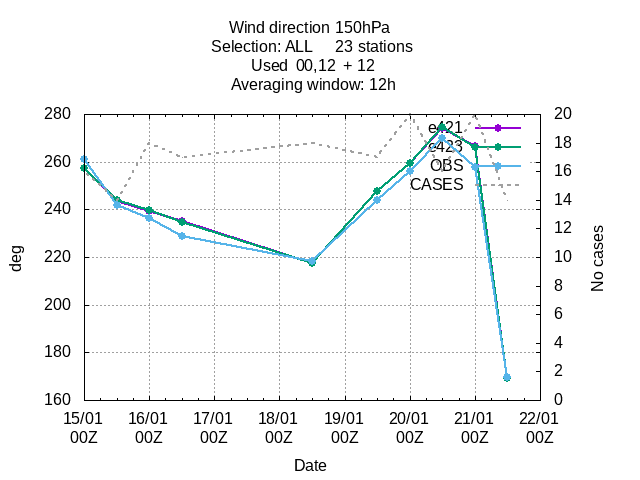 Wind direction 150hPa
Selection: ALL 23 stations
Used 00,12 + 12
Averaging window: 12h
280 20
e421
18
e423
260 OBS 16
CASES
240 14
12
220 10
deg No cases
8
200
6
180 4
2
160 0
15/01 16/01 17/01 18/01 19/01 20/01 21/01 22/01
00Z 00Z 00Z 00Z 00Z 00Z 00Z 00Z
Date